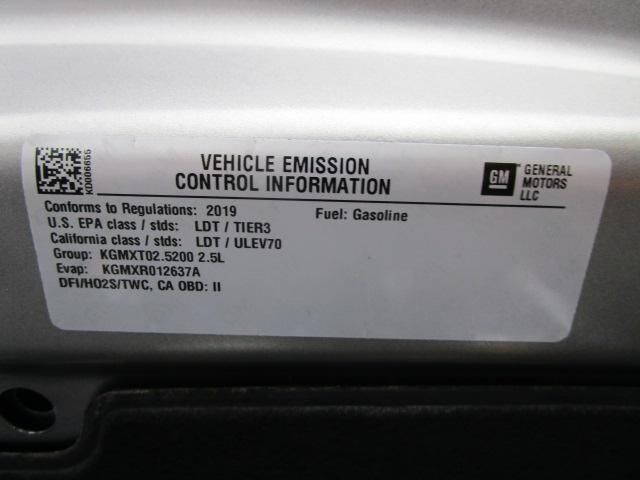 KD006655
VEHICLE EMISSION
CONTROL INFORMATION
GM GENERAL
MOTORS
LLC
Conforms to Regulations: 2019 Fuel: Gasoline
U.S. EPA class / stds: LDT / TIER3
California class / stds: LDT / ULEV70
Group: KGMXT02.5200 2.5L
Evap: KGMXR012637A
DFI/HO2S/TWC, CA OBD: II